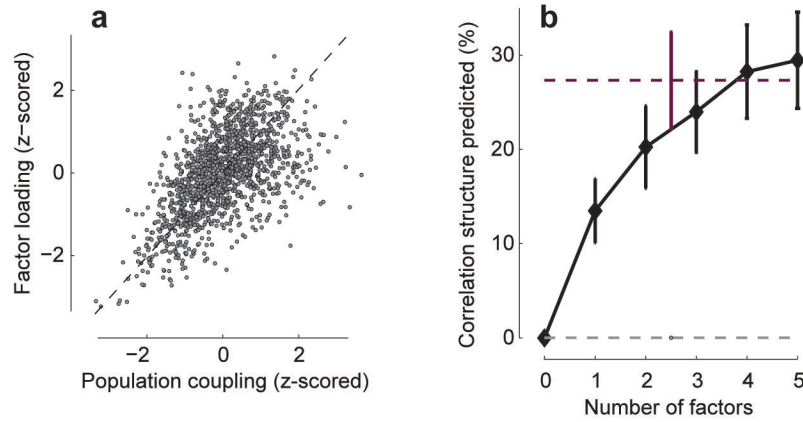 a
Factor loading (z−scored)
2
0
−2
−2
0
2
Population coupling (z-scored)
b
Correlation structure predicted (%)
30
20
10
0
0
1
2
3
4
5
Number of factors